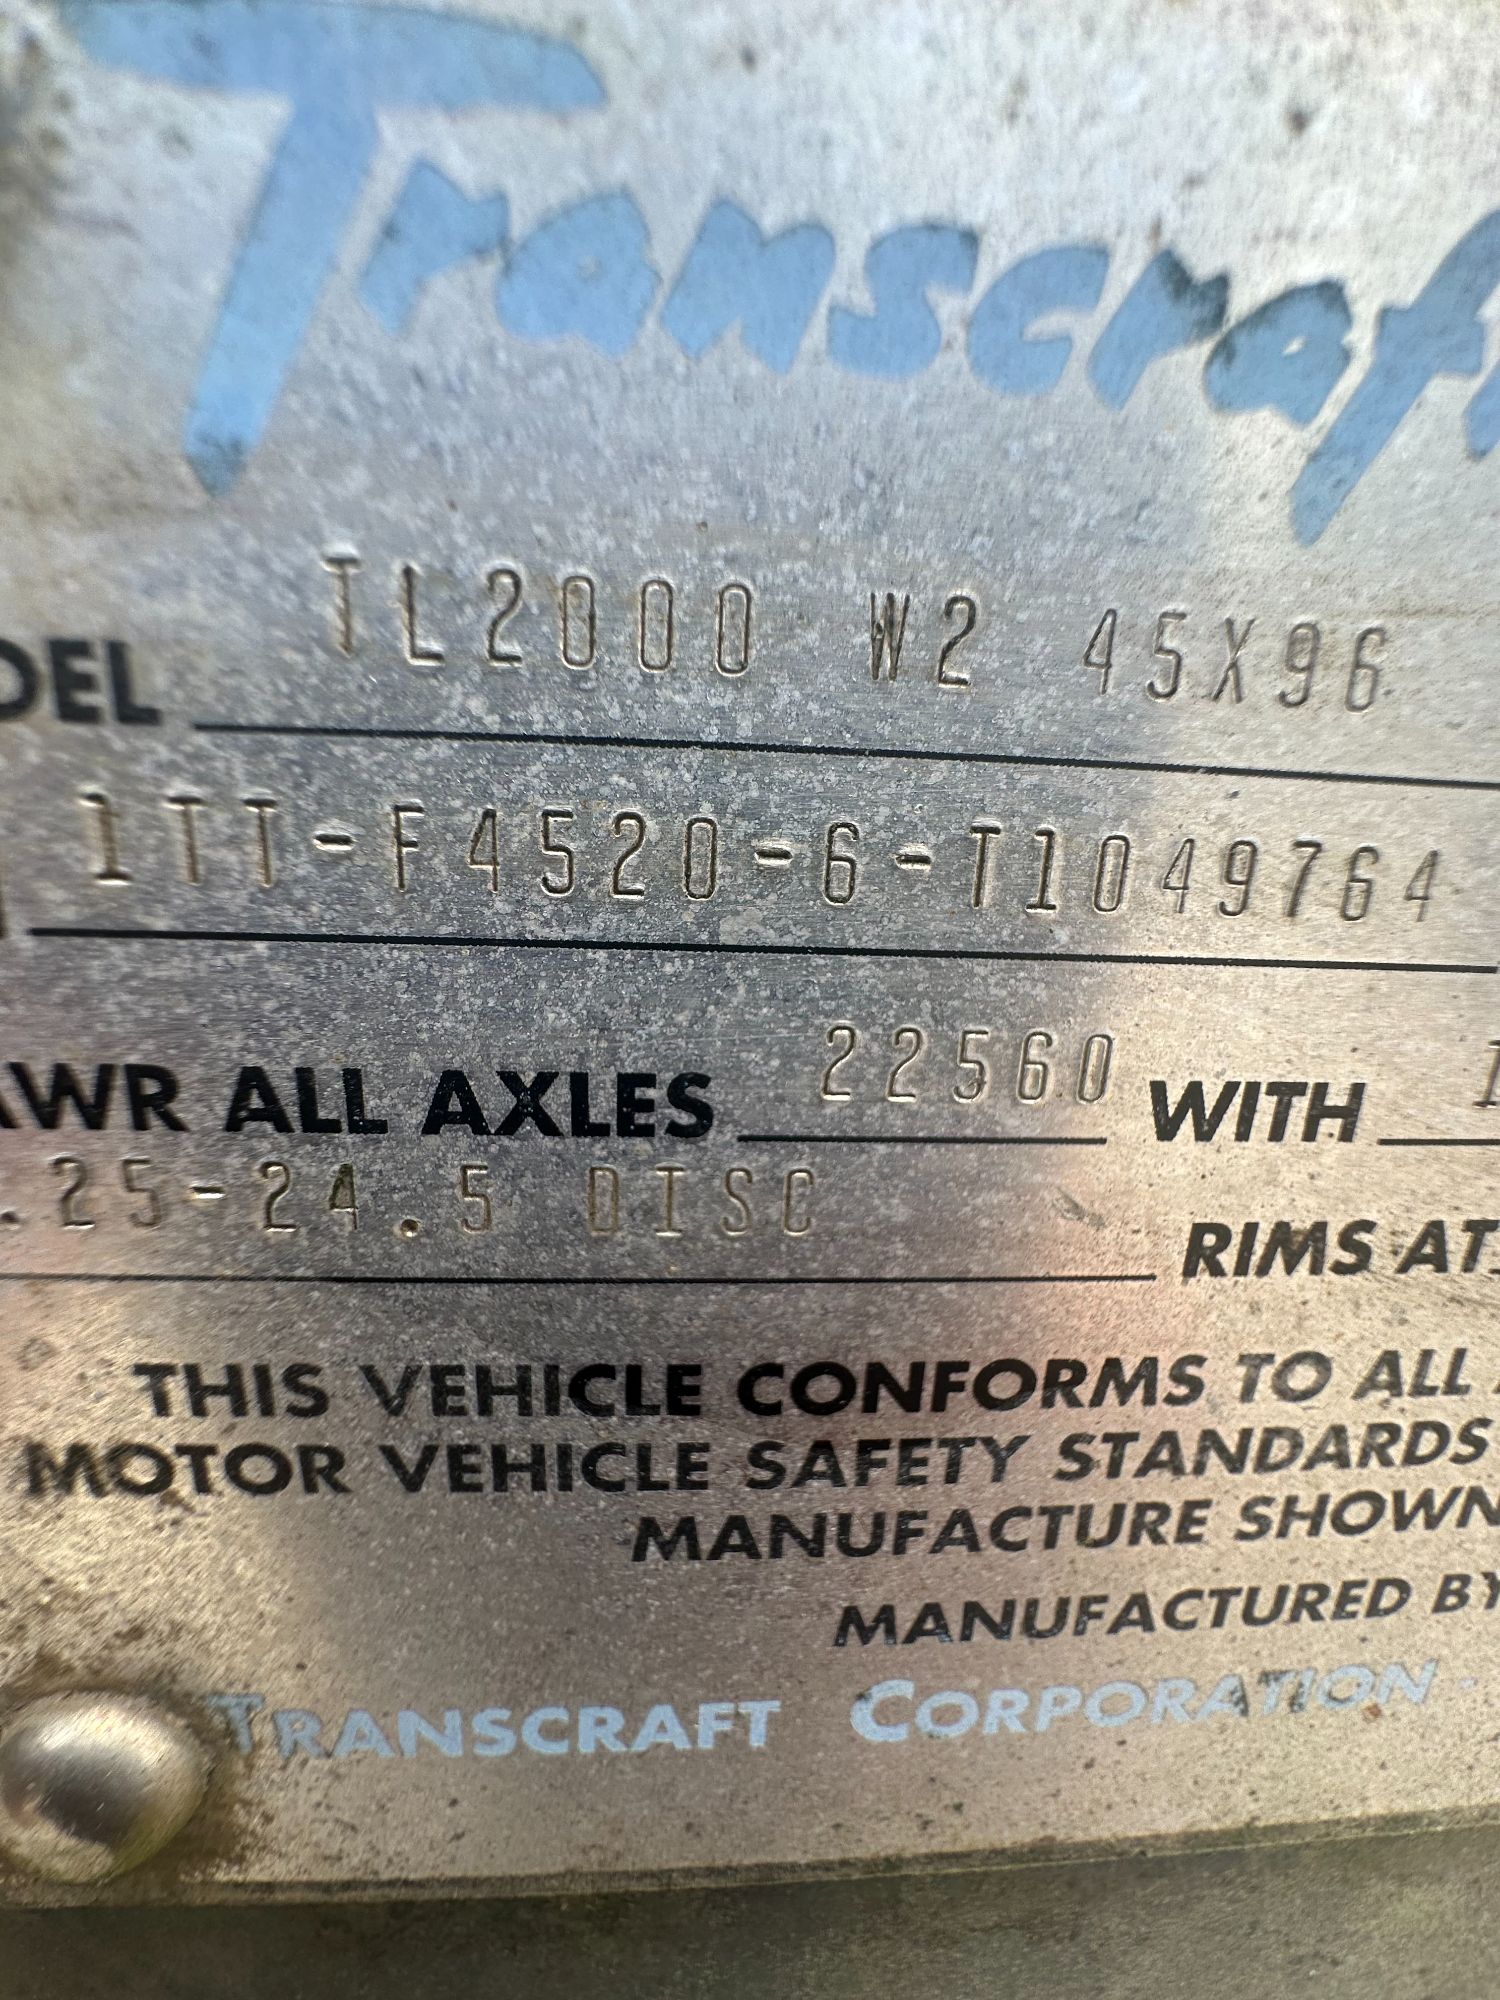 Transcraft
TL2000 W2 45X96
DEL
1TT-F4520-6-T1049764
AWR ALL AXLES 22560 WITH 1
.25-24.5 DISC
RIMS AT
THIS VEHICLE CONFORMS TO ALL
MOTOR VEHICLE SAFETY STANDARDS
MANUFACTURE SHOWN
MANUFACTURED BY
TRANSCRAFT CORPORATION